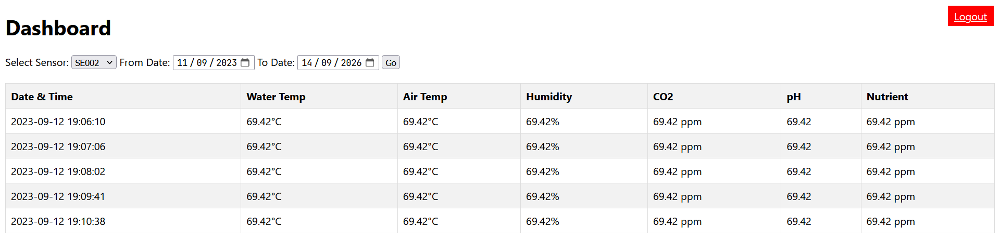 Logout
Dashboard
Select Sensor: SE002 From Date: 11/09/2023 To Date: 14/09/2026 Go
Date & Time Water Temp Air Temp Humidity CO2 pH Nutrient
2023-09-12 19:06:10 69.42°C 69.42°C 69.42% 69.42 ppm 69.42 69.42 ppm
2023-09-12 19:07:06 69.42°C 69.42°C 69.42% 69.42 ppm 69.42 69.42 ppm
2023-09-12 19:08:02 69.42°C 69.42°C 69.42% 69.42 ppm 69.42 69.42 ppm
2023-09-12 19:09:41 69.42°C 69.42°C 69.42% 69.42 ppm 69.42 69.42 ppm
2023-09-12 19:10:38 69.42°C 69.42°C 69.42% 69.42 ppm 69.42 69.42 ppm